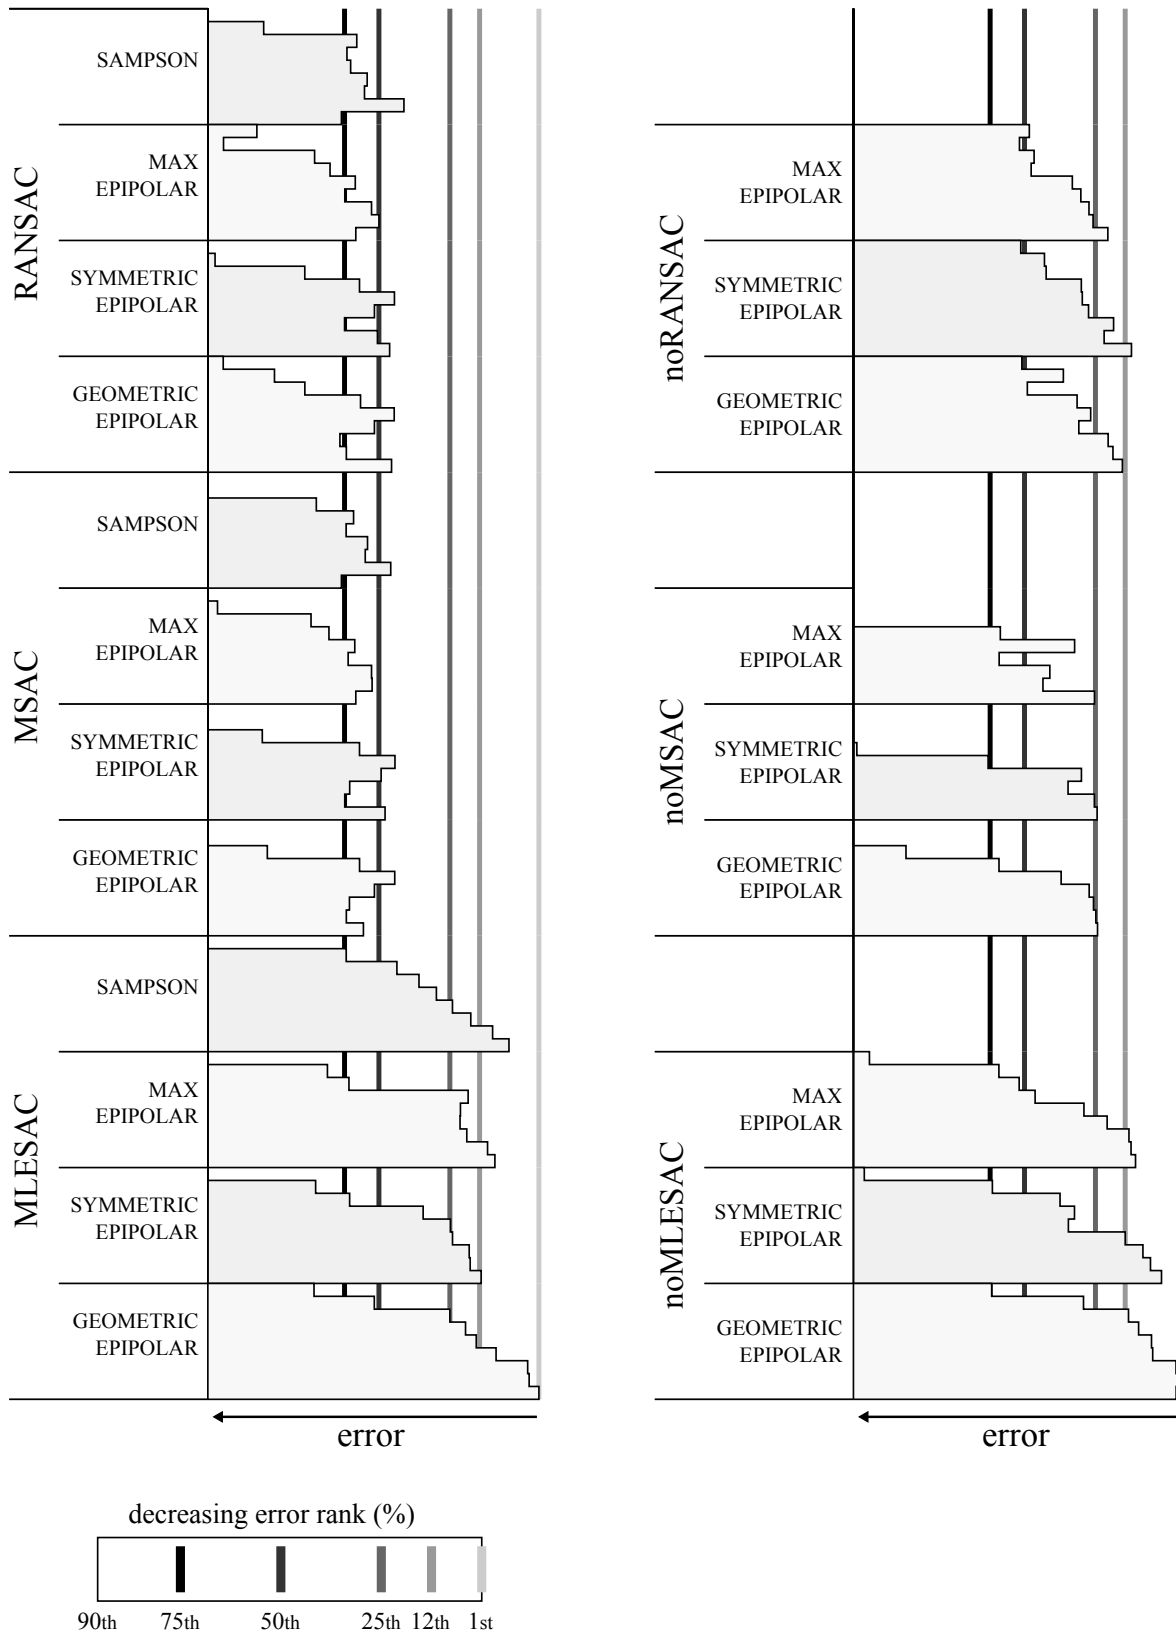 RANSAC
SAMPSON
MAX
EPIPOLAR
SYMMETRIC
EPIPOLAR
GEOMETRIC
EPIPOLAR
MSAC
SAMPSON
MAX
EPIPOLAR
SYMMETRIC
EPIPOLAR
GEOMETRIC
EPIPOLAR
MLESAC
SAMPSON
MAX
EPIPOLAR
SYMMETRIC
EPIPOLAR
GEOMETRIC
EPIPOLAR
error
noRANSAC
MAX
EPIPOLAR
SYMMETRIC
EPIPOLAR
GEOMETRIC
EPIPOLAR
noMSAC
MAX
EPIPOLAR
SYMMETRIC
EPIPOLAR
GEOMETRIC
EPIPOLAR
noMLESAC
MAX
EPIPOLAR
SYMMETRIC
EPIPOLAR
GEOMETRIC
EPIPOLAR
error
decreasing error rank (%)
90th 75th 50th 25th 12th 1st